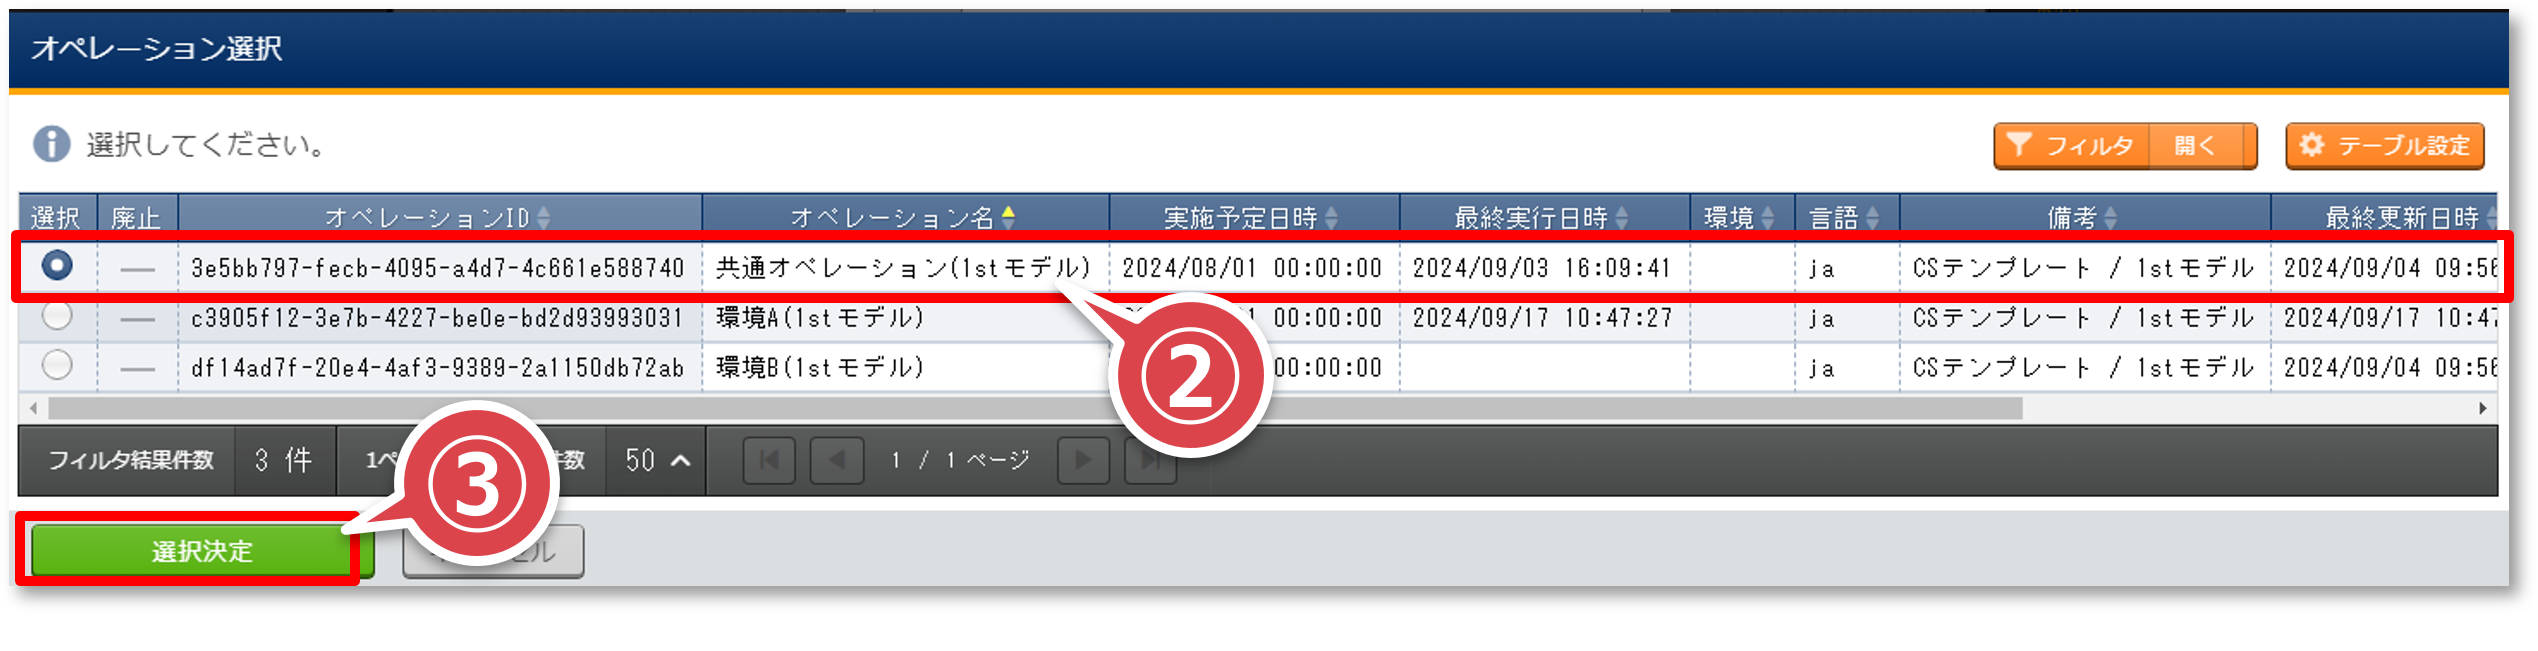 オペレーション選択
選択してください。
フィルタ 開く テーブル設定
選択 廃止 オペレーションID オペレーション名 実施予定日時 最終実行日時 環境 言語 備考 最終更新日時
3e5bb797-fecb-4095-a4d7-4c661e588740 共通オペレーション(1stモデル) 2024/08/01 00:00:00 2024/09/03 16:09:41 ja CSテンプレート / 1stモデル 2024/09/04 09:56
c3905f12-3e7b-4227-be0e-bd2d93993031 環境A(1stモデル) 00:00:00 2024/09/17 10:47:27 ja CSテンプレート / 1stモデル 2024/09/17 10:47
df14ad7f-20e4-4af3-9389-2a1150db72ab 環境B(1stモデル) 00:00:00 ja CSテンプレート / 1stモデル 2024/09/04 09:56
②
フィルタ結果件数 3 件 1ペ 件数 50 1 / 1 ページ
③
選択決定 セル